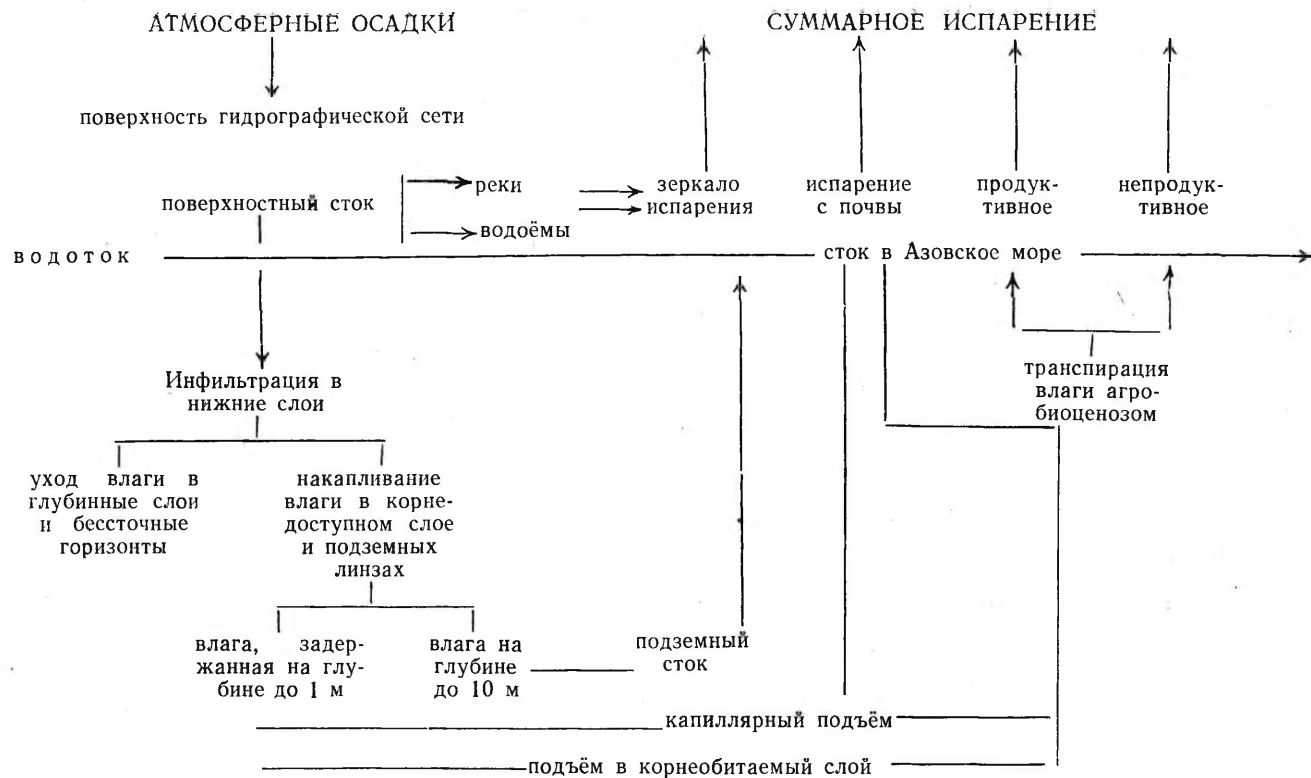 АТМОСФЕРНЫЕ ОСАДКИ
СУММАРНОЕ ИСПАРЕНИЕ
поверхность гидрографической сети
поверхностный сток
реки
водоёмы
зеркало
испарения
испарение
с почвы
продук-
тивное
непродук-
тивное
водоток
сток в Азовское море
Инфильтрация в
нижние слои
транспирация
влаги агро-
биоценозом
уход влаги в
глубинные слои
и бессточные
горизонты
накапливание
влаги в корне-
доступном слое
и подземных
линзах
влага, задер-
жанная на глу-
бине до 1 м
влага на
глубине
до 10 м
подземный
сток
капиллярный подъём
подъём в корнеобитаемый слой